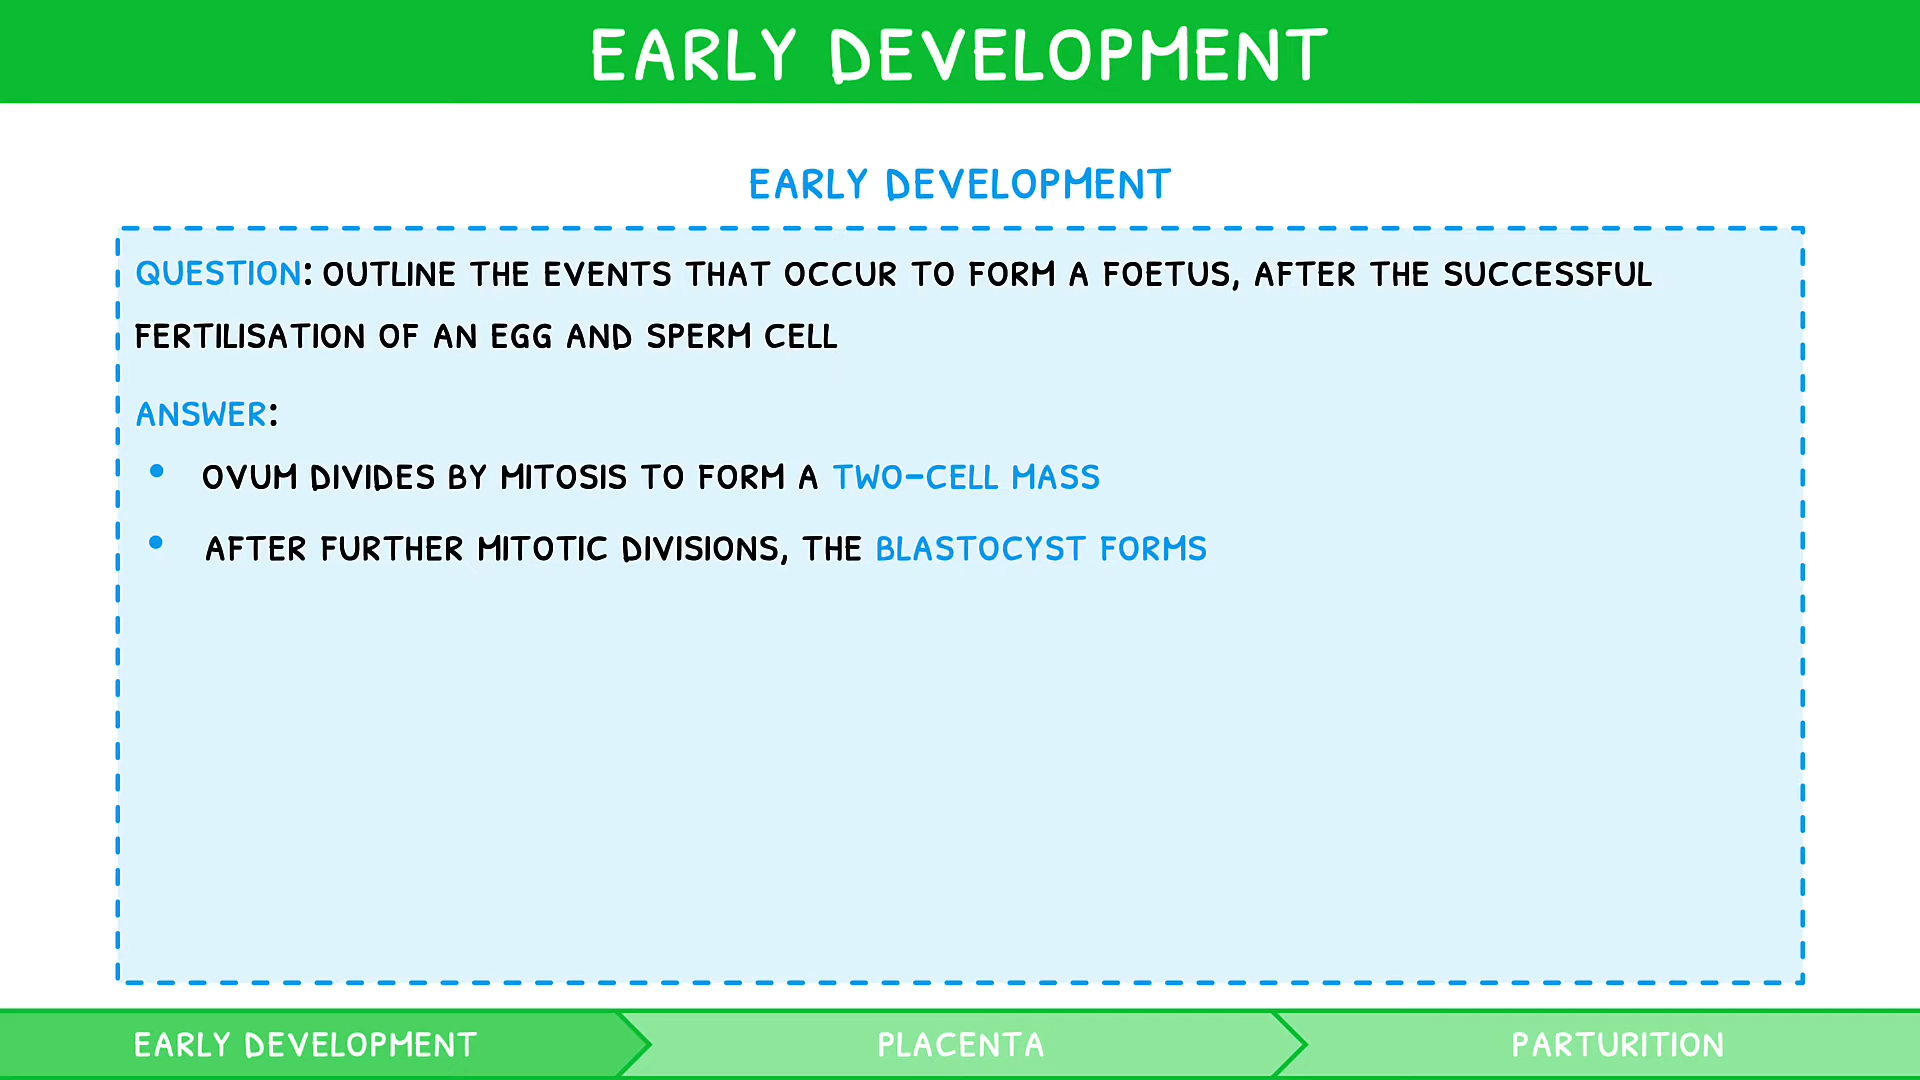 EARLY DEVELOPMENT
EARLY DEVELOPMENT
QUESTION: OUTLINE THE EVENTS THAT OCCUR TO FORM A FOETUS, AFTER THE SUCCESSFUL
FERTILISATION OF AN EGG AND SPERM CELL
ANSWER:
• OVUM DIVIDES BY MITOSIS TO FORM A TWO-CELL MASS
• AFTER FURTHER MITOTIC DIVISIONS, THE BLASTOCYST FORMS
EARLY DEVELOPMENT
PLACENTA
PARTURITION